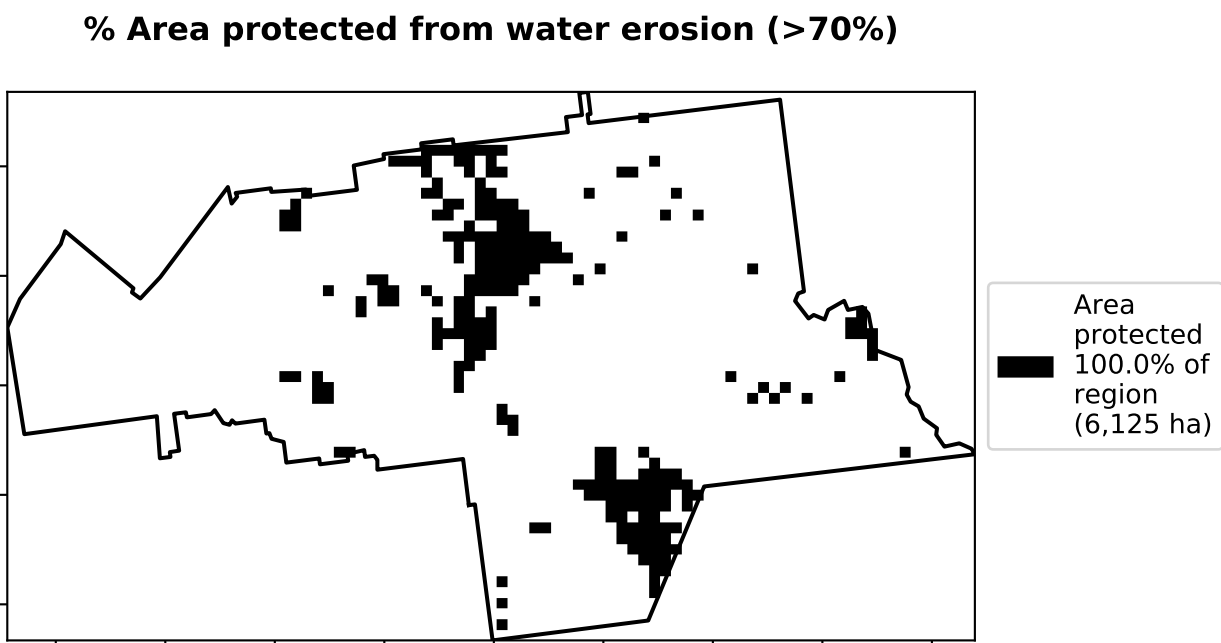 % Area protected from water erosion (>70%)
Area
protected
100.0% of
region
(6,125 ha)